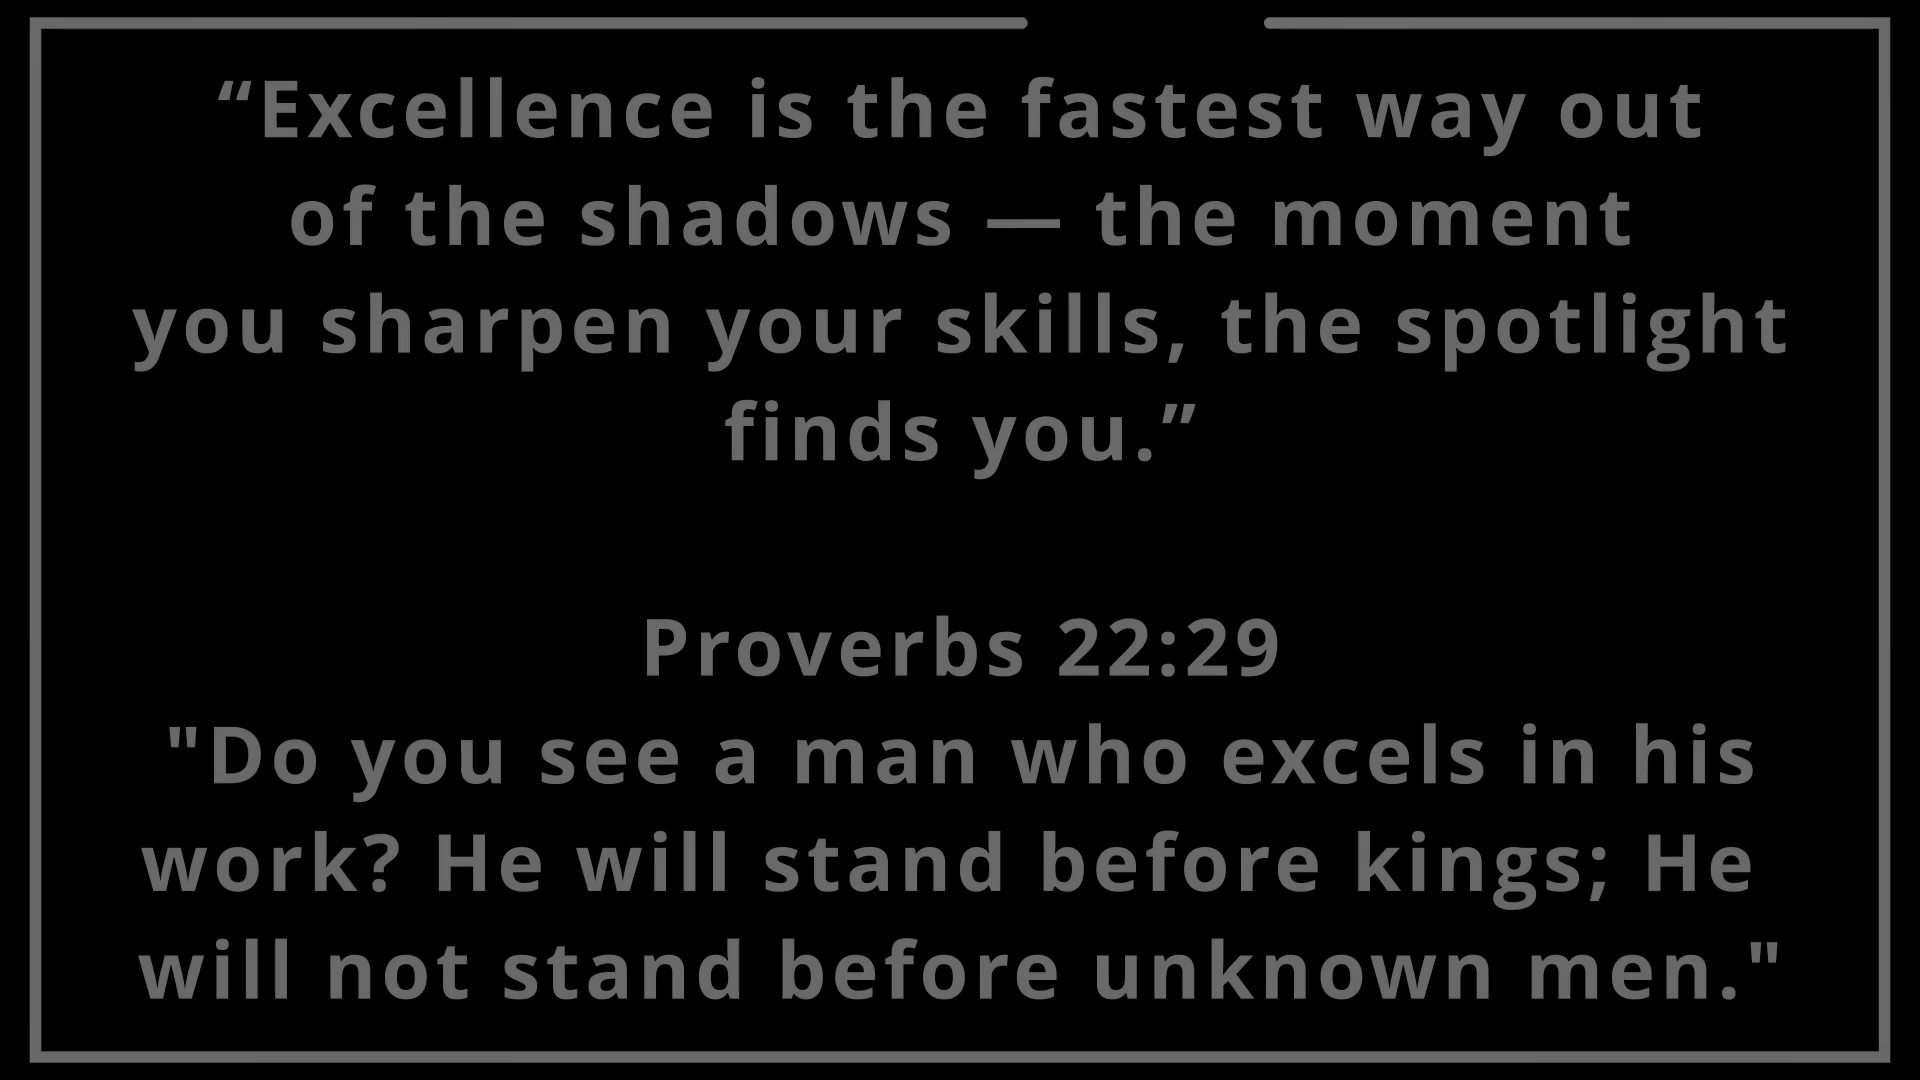 “Excellence is the fastest way out
of the shadows — the moment
you sharpen your skills, the spotlight
finds you.”
Proverbs 22:29
"Do you see a man who excels in his
work? He will stand before kings; He
will not stand before unknown men."